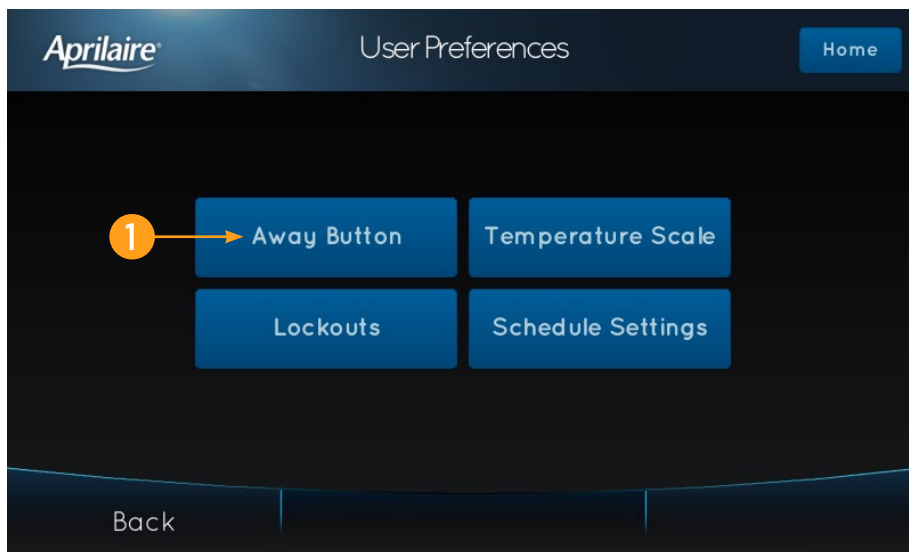 Aprilaire
User Preferences
Home
1
Away Button
Temperature Scale
Lockouts
Schedule Settings
Back